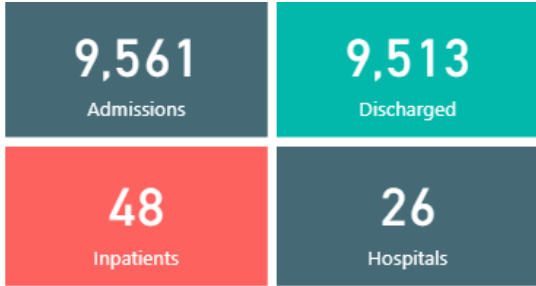 9,561
Admissions
9,513
Discharged
48
Inpatients
26
Hospitals